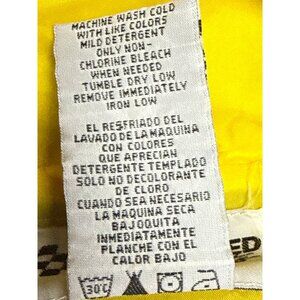 MACHINE WASH COLD
WITH LIKE COLORS
MILD DETERGENT
ONLY NON-
CHLORINE BLEACH
WHEN NEEDED
TUMBLE DRY LOW
REMOVE IMMEDIATELY
IRON LOW
EL RESFRIADO DEL
LAVADO DE LA MAQUINA
CON COLORES
QUE APRECIAN
DETERGENTE TEMPLADO
SOLO NO DECOLORANTE
DE CLORO
CUANDO SEA NECESARIO
LA MAQUINA SECA
BAJOQUITA
INMEDIATAMENTE
PLANCHE CON EL
CALOR BAJO
ED
30°C